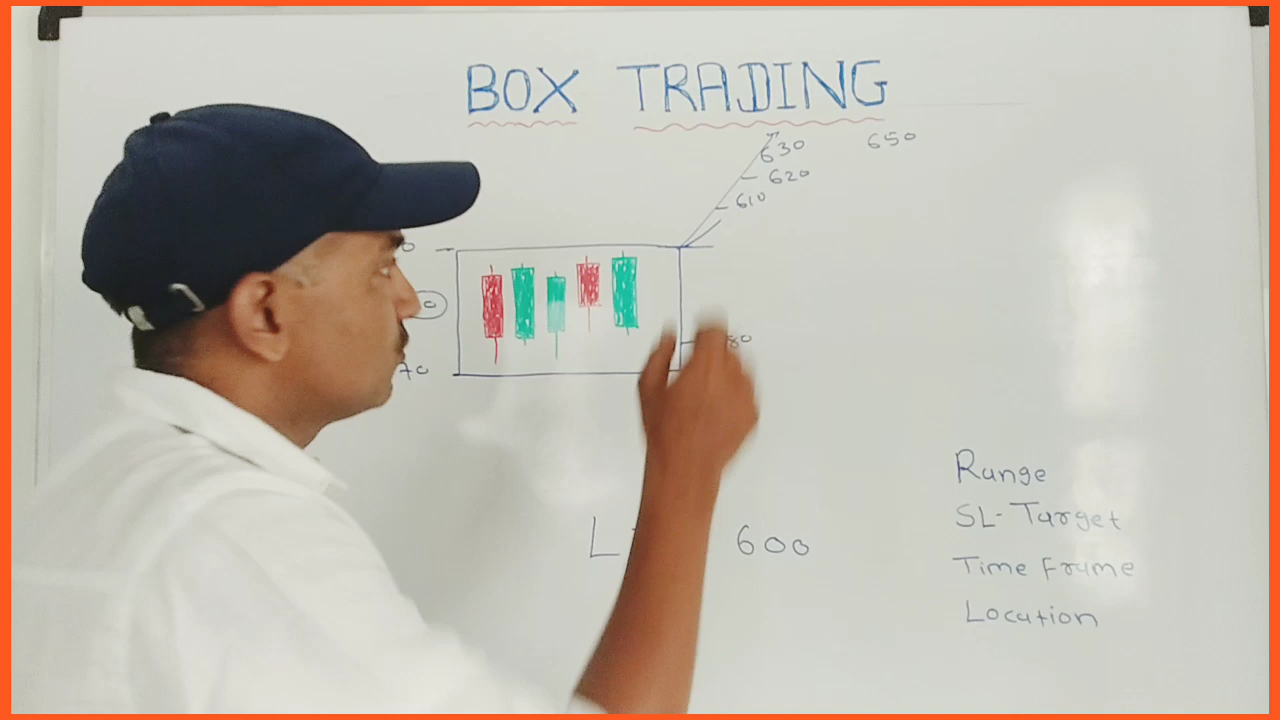 BOX TRADING
650
630
620
610
600
Range
SL-Target
Time Frame
Location